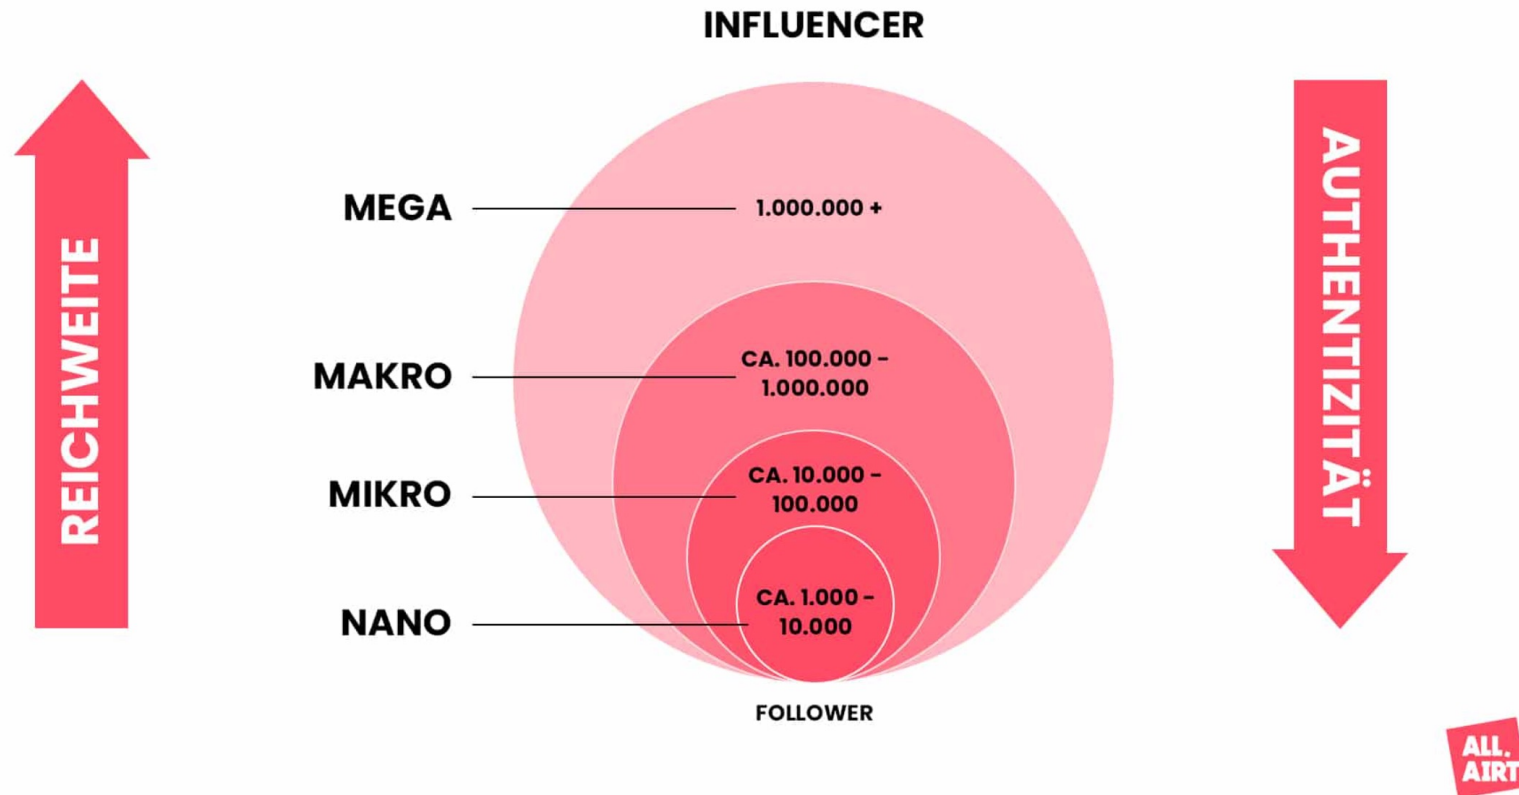 INFLUENCER
REICHWEITE
AUTHENTIZITÄT
MEGA
1.000.000 +
MAKRO
CA. 100.000 –
1.000.000
MIKRO
CA. 10.000 –
100.000
NANO
CA. 1.000 –
10.000
FOLLOWER
ALL.
AIRT